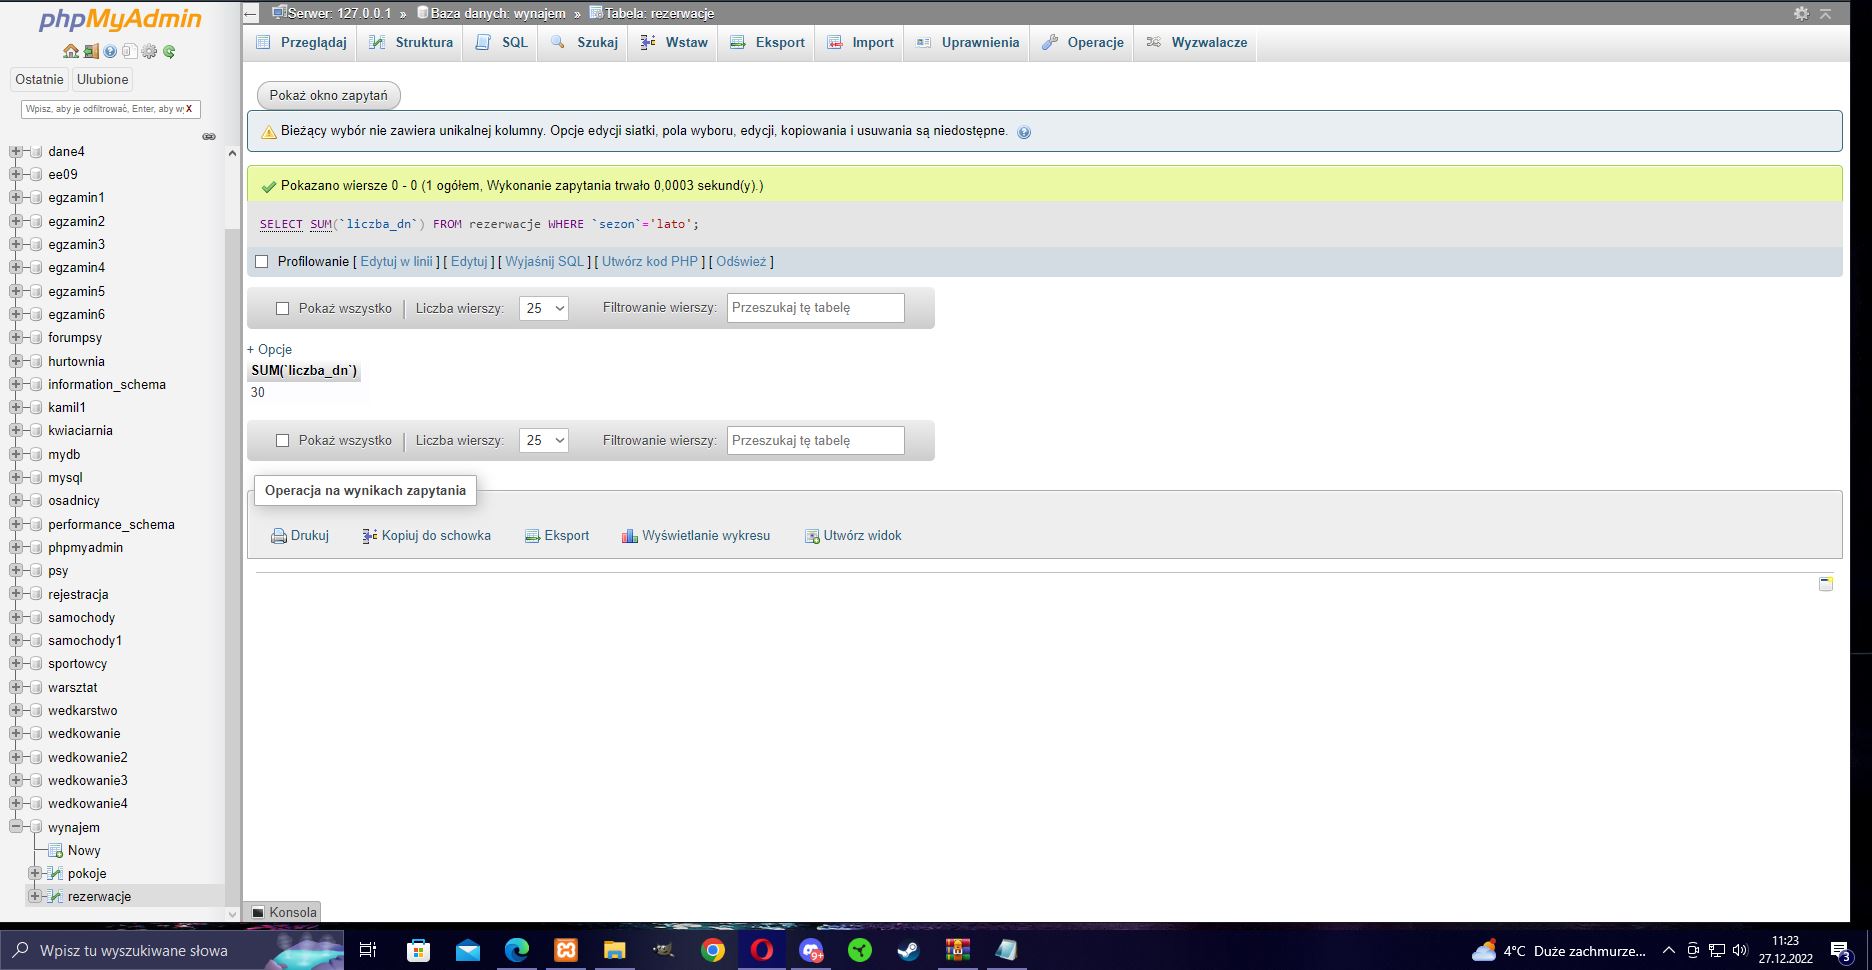 phpMyAdmin
Ostatnie Ulubione
Wpisz, aby je odfiltrować, Enter, aby wy X
dane4
ee09
egzamin1
egzamin2
egzamin3
egzamin4
egzamin5
egzamin6
forumpsy
hurtownia
information_schema
kamil1
kwiaciarnia
mydb
mysql
osadnicy
performance_schema
phpmyadmin
psy
rejestracja
samochody
samochody1
sportowcy
warsztat
wedkarstwo
wedkowanie
wedkowanie2
wedkowanie3
wedkowanie4
wynajem
Nowy
pokoje
rezerwacje
Serwer: 127.0.0.1 » Baza danych: wynajem » Tabela: rezerwacje
Przeglądaj Struktura SQL Szukaj Wstaw Eksport Import Uprawnienia Operacje Wyzwalacze
Pokaż okno zapytań
Bieżący wybór nie zawiera unikalnej kolumny. Opcje edycji siatki, pola wyboru, edycji, kopiowania i usuwania są niedostępne.
Pokazano wiersze 0 - 0 (1 ogółem, Wykonanie zapytania trwało 0,0003 sekund(y).)
SELECT SUM(`liczba_dn`) FROM rezerwacje WHERE `sezon`='lato';
Profilowanie [ Edytuj w linii ] [ Edytuj ] [ Wyjaśnij SQL ] [ Utwórz kod PHP ] [ Odśwież ]
Pokaż wszystko | Liczba wierszy: 25 Filtrowanie wierszy: Przeszukaj tę tabelę
+ Opcje
SUM(`liczba_dn`)
30
Pokaż wszystko | Liczba wierszy: 25 Filtrowanie wierszy: Przeszukaj tę tabelę
Operacja na wynikach zapytania
Drukuj Kopiuj do schowka Eksport Wyświetlanie wykresu Utwórz widok
Konsola
Wpisz tu wyszukiwane słowa
9+
4°C Duże zachmurze...
11:23
27.12.2022
3